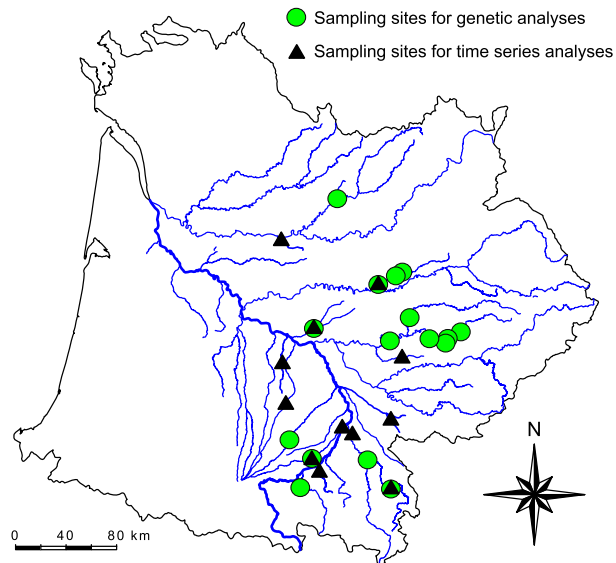 Sampling sites for genetic analyses
Sampling sites for time series analyses
N
0 40 80 km